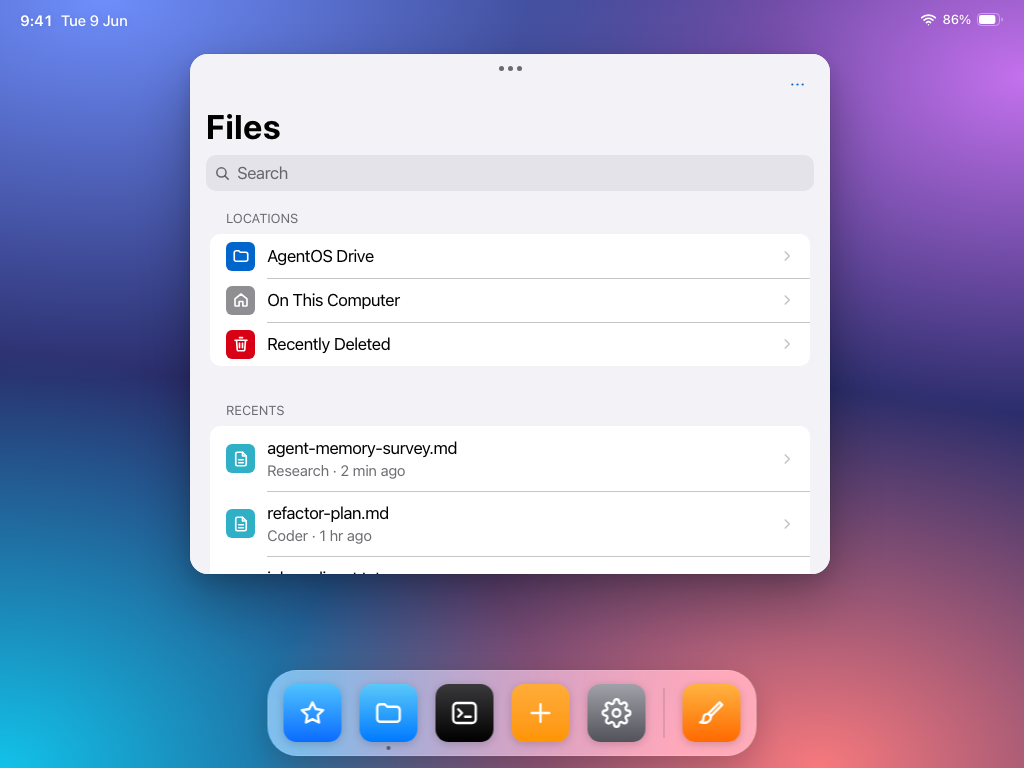 9:41 Tue 9 Jun
86%
Files
Search
LOCATIONS
AgentOS Drive
On This Computer
Recently Deleted
RECENTS
agent-memory-survey.md
Research · 2 min ago
refactor-plan.md
Coder · 1 hr ago